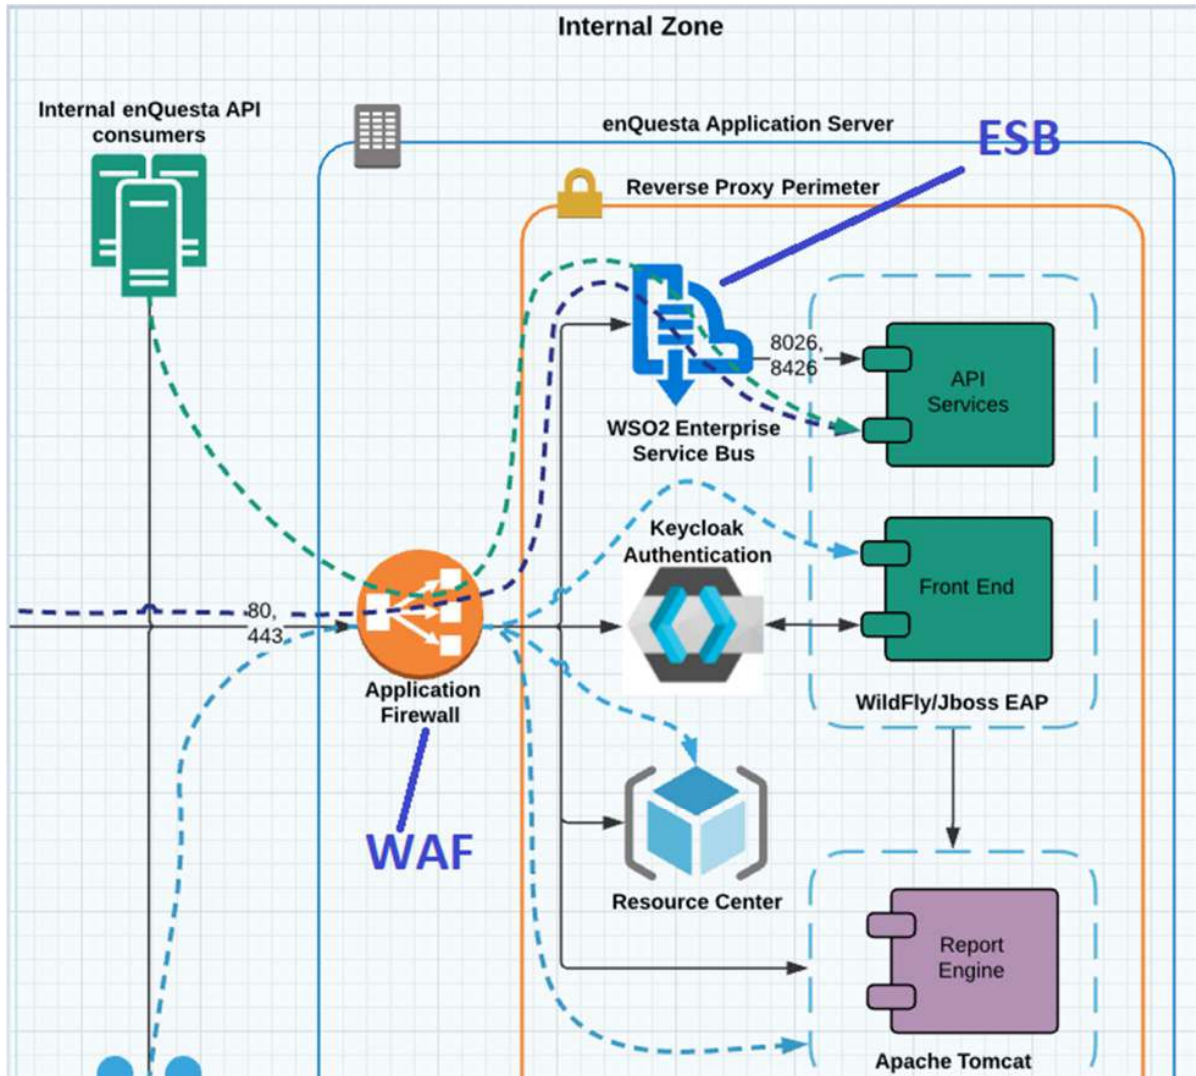 Internal Zone
Internal enQuesta API
consumers
enQuesta Application Server
ESB
Reverse Proxy Perimeter
8026,
8426
API
Services
WSO2 Enterprise
Service Bus
Keycloak
Authentication
Front End
80,
443
Application
Firewall
WildFly/Jboss EAP
WAF
Resource Center
Report
Engine
Apache Tomcat